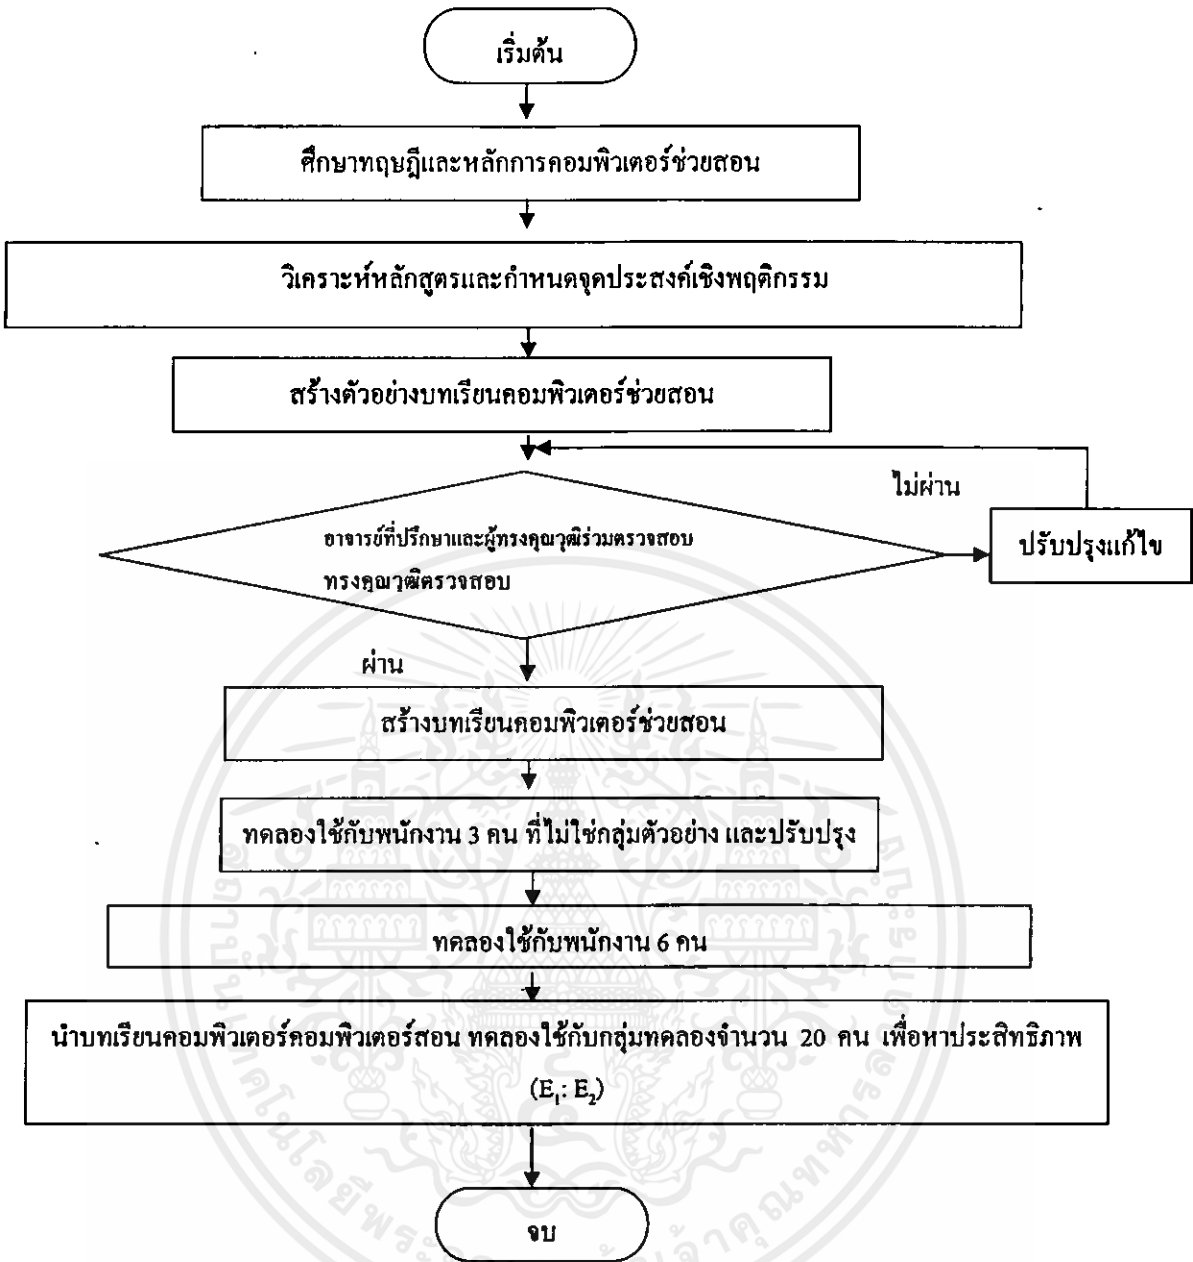 เริ่มต้น
ศึกษาทฤษฎีและหลักการคอมพิวเตอร์ช่วยสอน
วิเคราะห์หลักสูตรและกำหนดจุดประสงค์เชิงพฤติกรรม
สร้างตัวอย่างบทเรียนคอมพิวเตอร์ช่วยสอน
ไม่ผ่าน
อาจารย์ที่ปรึกษาและผู้ทรงคุณวุฒิร่วมตรวจสอบ
ทรงคุณวุฒิตรวจสอบ
ปรับปรุงแก้ไข
ผ่าน
สร้างบทเรียนคอมพิวเตอร์ช่วยสอน
ทดลองใช้กับพนักงาน 3 คน ที่ไม่ใช่กลุ่มตัวอย่าง และปรับปรุง
ทดลองใช้กับพนักงาน 6 คน
นำบทเรียนคอมพิวเตอร์คอมพิวเตอร์สอน ทดลองใช้กับกลุ่มทดลองจำนวน 20 คน เพื่อหาประสิทธิภาพ
(E₁: E₂)
จบ